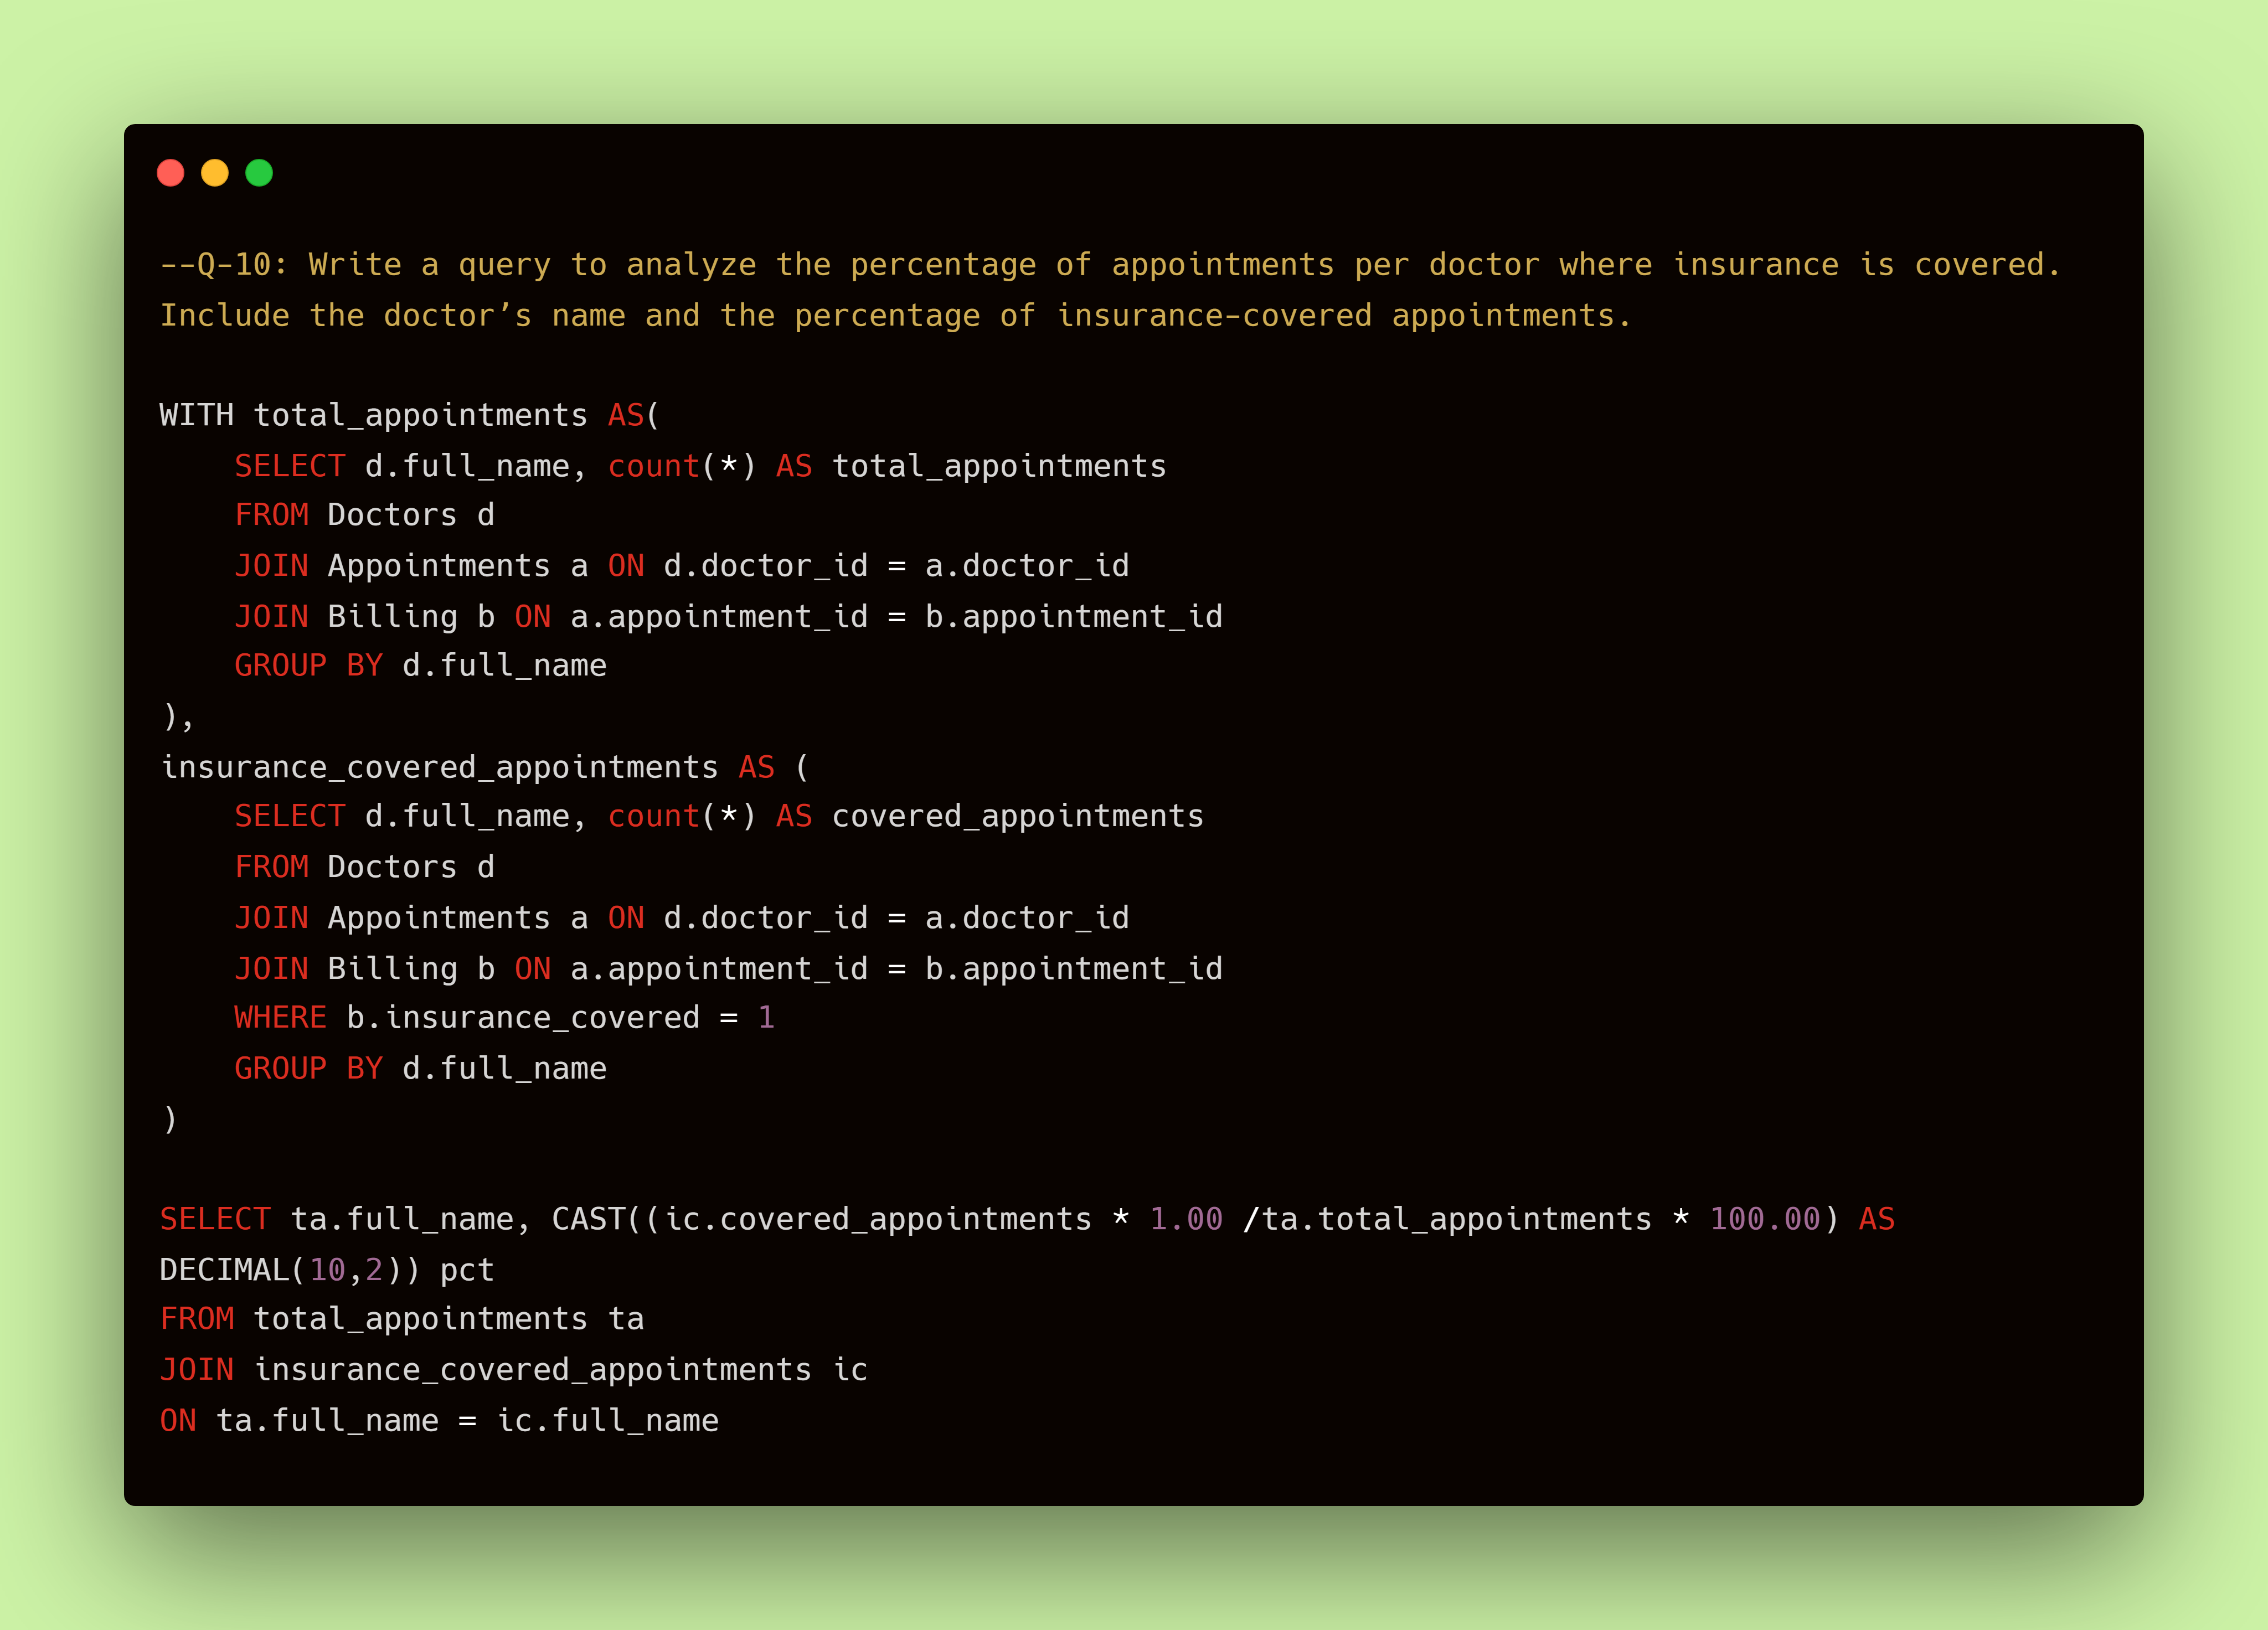 --Q-10: Write a query to analyze the percentage of appointments per doctor where insurance is covered.
Include the doctor’s name and the percentage of insurance-covered appointments.
WITH total_appointments AS(
    SELECT d.full_name, count(*) AS total_appointments
    FROM Doctors d
    JOIN Appointments a ON d.doctor_id = a.doctor_id
    JOIN Billing b ON a.appointment_id = b.appointment_id
    GROUP BY d.full_name
),
insurance_covered_appointments AS (
    SELECT d.full_name, count(*) AS covered_appointments
    FROM Doctors d
    JOIN Appointments a ON d.doctor_id = a.doctor_id
    JOIN Billing b ON a.appointment_id = b.appointment_id
    WHERE b.insurance_covered = 1
    GROUP BY d.full_name
)
SELECT ta.full_name, CAST((ic.covered_appointments * 1.00 /ta.total_appointments * 100.00) AS
DECIMAL(10,2)) pct
FROM total_appointments ta
JOIN insurance_covered_appointments ic
ON ta.full_name = ic.full_name